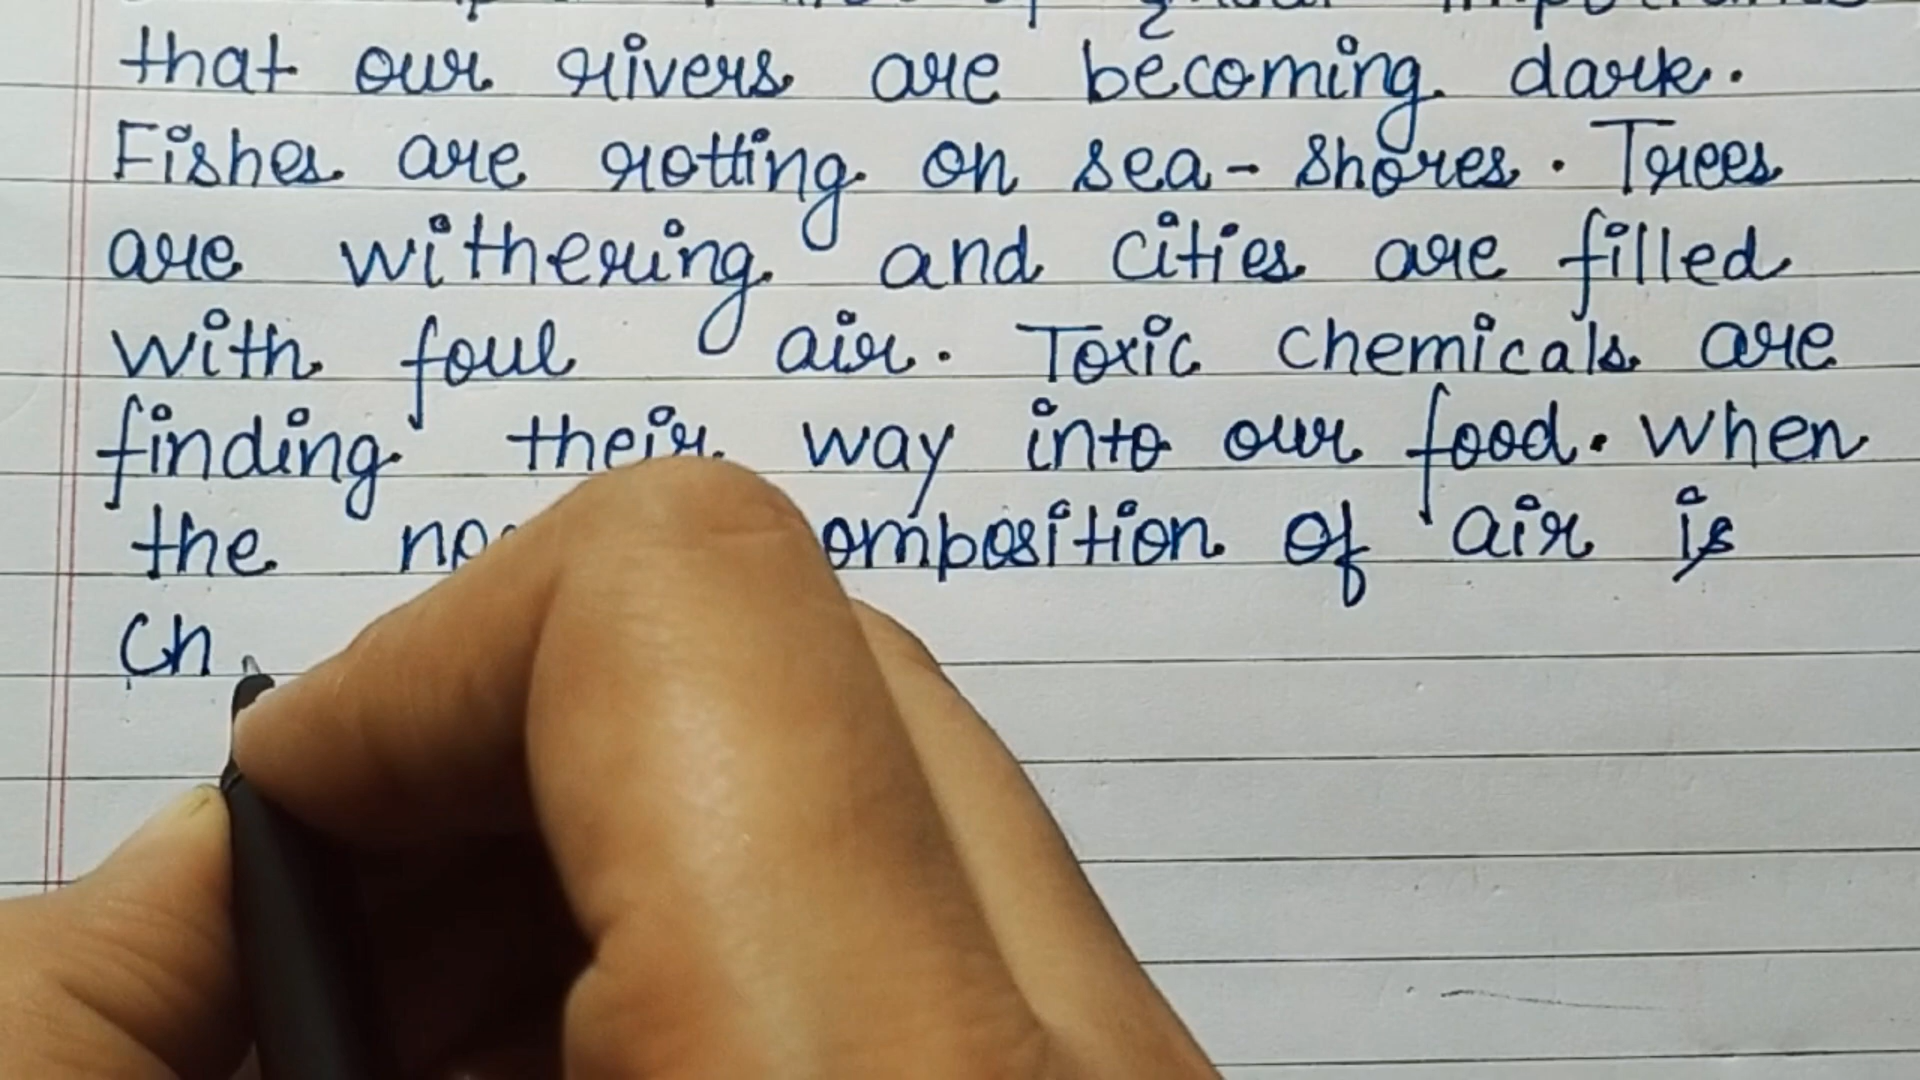 that our rivers are becoming dark.
Fishes are rotting on sea-shores. Trees
are withering and cities are filled
with foul air. Toxic chemicals are
finding their way into our food. when
the of air is
Ch